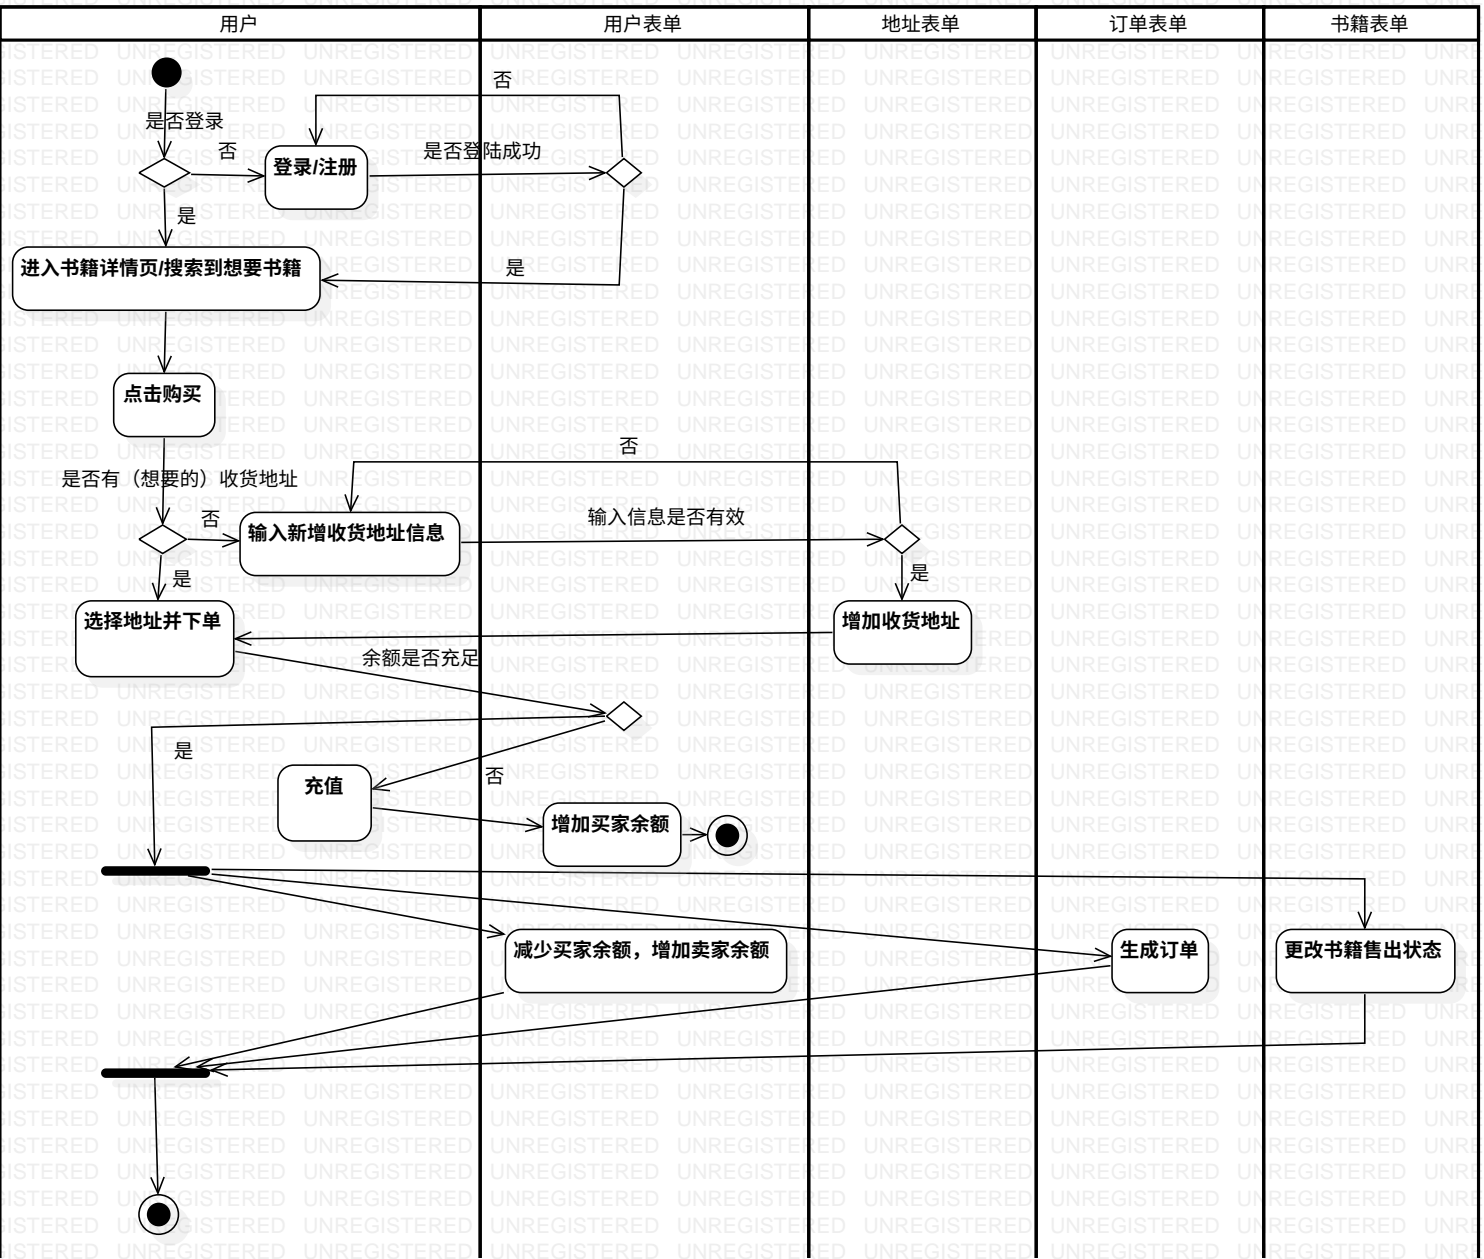 用户
用户表单
地址表单
订单表单
书籍表单
否
是否登录
否
登录/注册
是否登陆成功
是
进入书籍详情页/搜索到想要书籍
是
点击购买
否
是否有（想要的）收货地址
否
输入新增收货地址信息
输入信息是否有效
是
是
选择地址并下单
增加收货地址
余额是否充足
是
否
充值
增加买家余额
减少买家余额，增加卖家余额
生成订单
更改书籍售出状态
UNREGISTERED